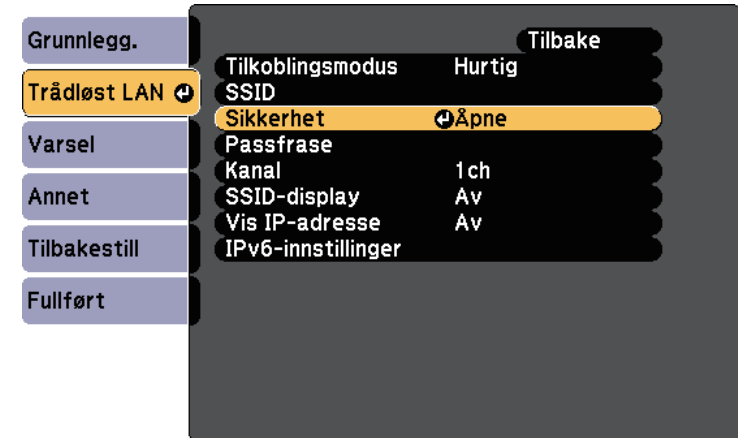 Grunnlegg.
Trådløst LAN
Varsel
Annet
Tilbakestill
Fullført
Tilbake
Tilkoblingsmodus Hurtig
SSID
Sikkerhet Åpne
Passfrase
Kanal 1ch
SSID-display Av
Vis IP-adresse Av
IPv6-innstillinger